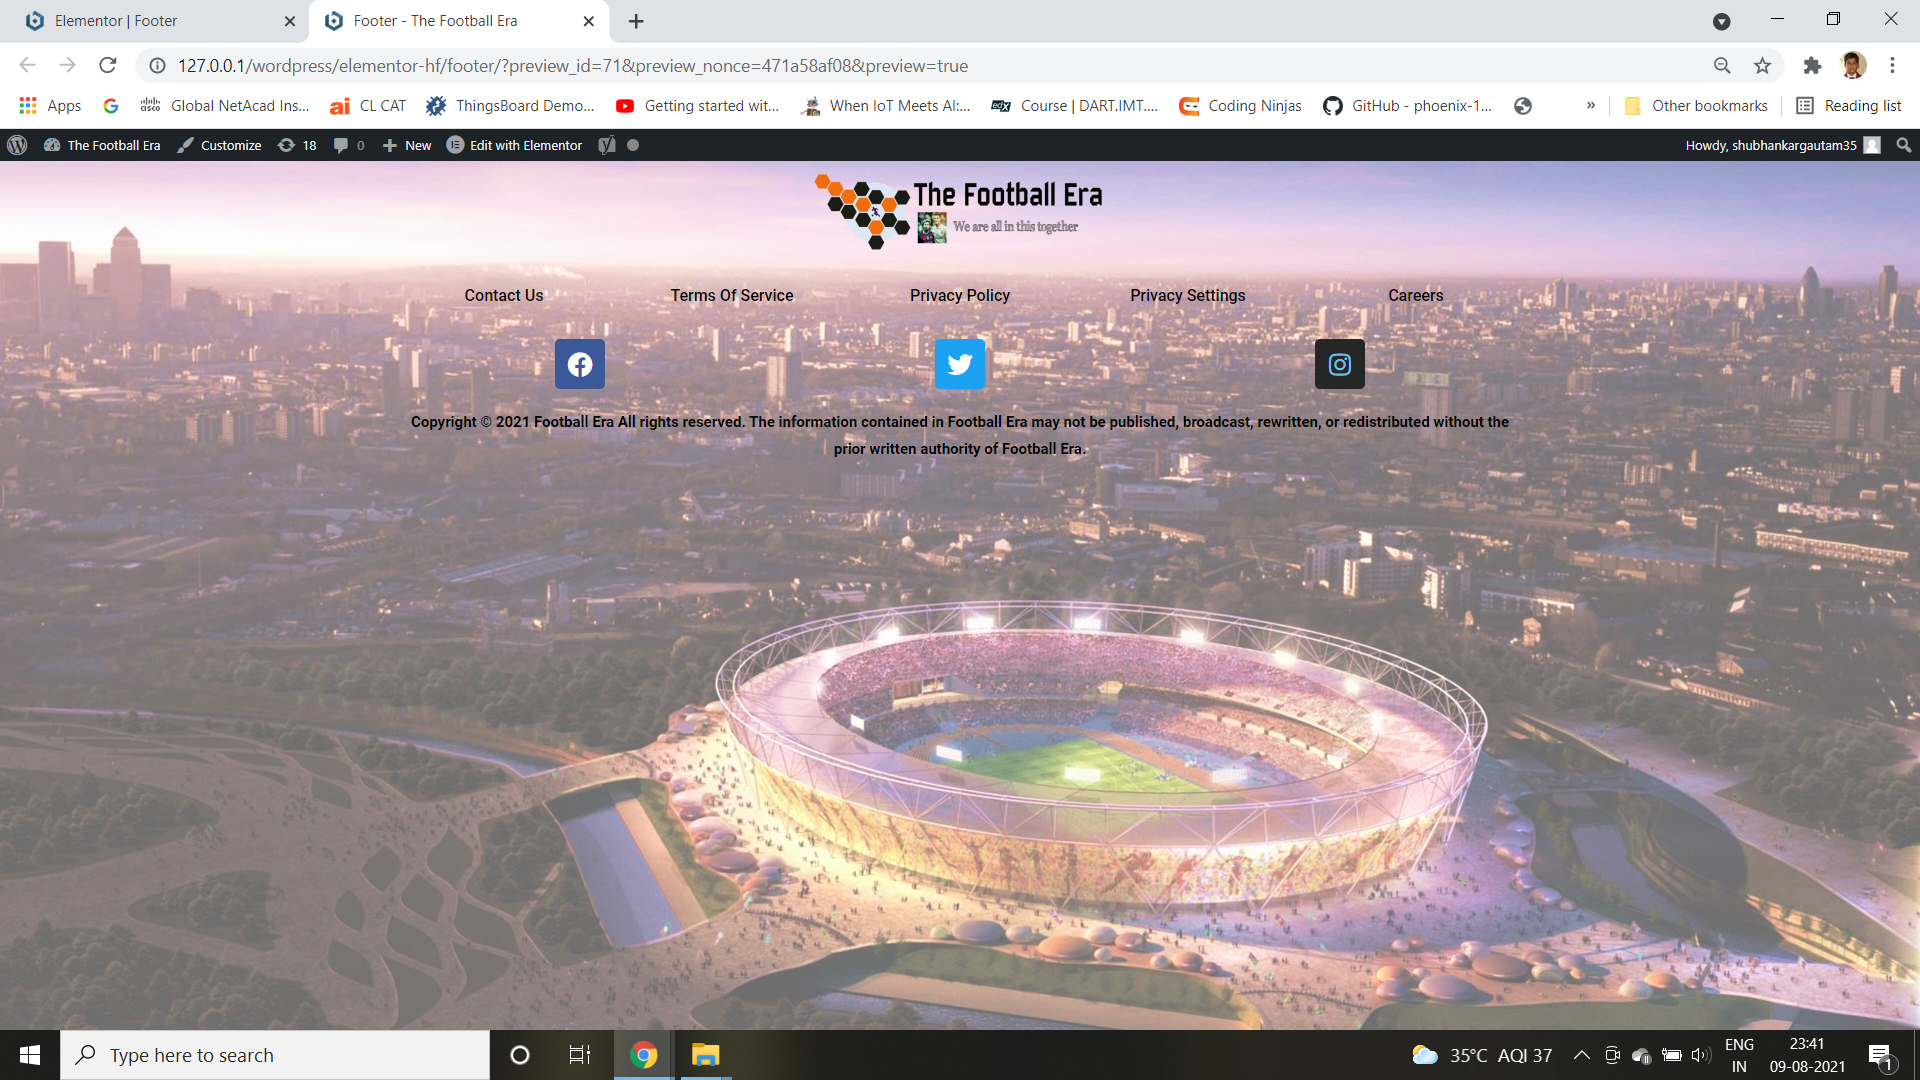 Elementor | Footer
Footer - The Football Era
127.0.0.1/wordpress/elementor-hf/footer/?preview_id=71&preview_nonce=471a58af08&preview=true
Apps
Global NetAcad Ins...
CL CAT
ThingsBoard Demo...
Getting started wit...
When IoT Meets AI:...
Course | DART.IMT....
Coding Ninjas
GitHub - phoenix-1...
»
Other bookmarks
Reading list
The Football Era
Customize
18
0
New
Edit with Elementor
Howdy, shubhankargautam35
The Football Era
We are all in this together
Contact Us
Terms Of Service
Privacy Policy
Privacy Settings
Careers
Copyright © 2021 Football Era All rights reserved. The information contained in Football Era may not be published, broadcast, rewritten, or redistributed without the
prior written authority of Football Era.
Type here to search
35°C AQI 37
ENG
IN
23:41
09-08-2021
1